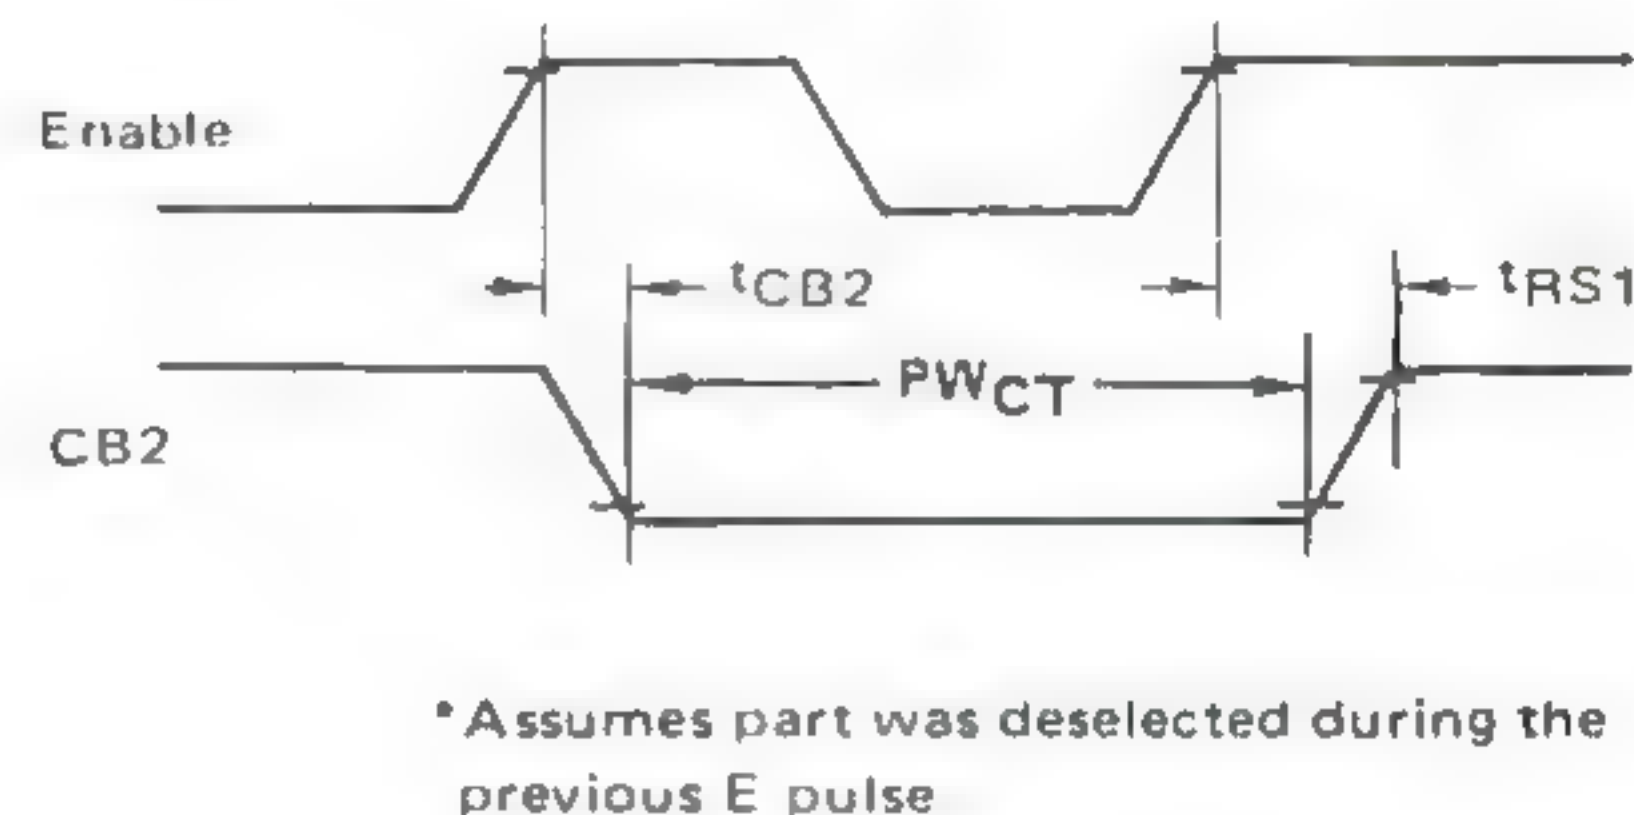 Enable
tCB2
tRS1
PWCT
CB2
*Assumes part was deselected during the
previous E pulse